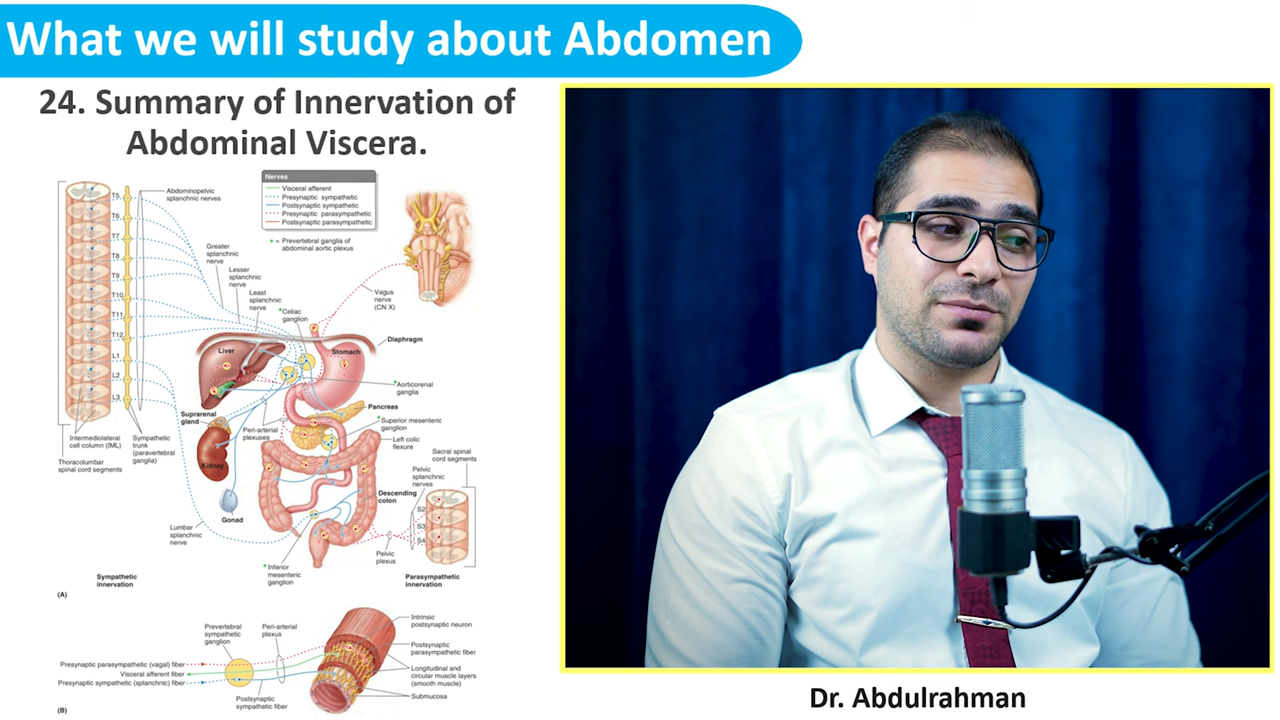 What we will study about Abdomen
24. Summary of Innervation of
Abdominal Viscera.
Nerves
Visceral afferent
Presynaptic sympathetic
Postsynaptic sympathetic
Presynaptic parasympathetic
Postsynaptic parasympathetic
* = Prevertebral ganglia of
abdominal aortic plexus
T5
T6
T7
T8
T9
T10
T11
T12
L1
L2
L3
Abdominopelvic
splanchnic nerves
Greater
splanchnic
nerve
Lesser
splanchnic
nerve
Least
splanchnic
nerve
*Celiac
ganglion
Vagus
nerve
(CN X)
Diaphragm
Liver
Stomach
*Aorticorenal
ganglia
Suprarenal
gland
Pancreas
Peri-arterial
plexuses
*Superior mesenteric
ganglion
Left colic
flexure
Intermediolateral
cell column (IML)
Sympathetic
trunk
(paravertebral
ganglia)
Thoracolumbar
spinal cord segments
Kidney
Sacral spinal
cord segments
Pelvic
splanchnic
nerves
Descending
colon
S2
S3
S4
Gonad
Lumbar
splanchnic
nerve
Pelvic
plexus
*Inferior
mesenteric
ganglion
Sympathetic
innervation
Parasympathetic
innervation
(A)
Prevertebral
sympathetic
ganglion
Peri-arterial
plexus
Intrinsic
postsynaptic neuron
Postsynaptic
parasympathetic fiber
Longitudinal and
circular muscle layers
(smooth muscle)
Submucosa
Presynaptic parasympathetic (vagal) fiber
Visceral afferent fiber
Presynaptic sympathetic (splanchnic) fiber
Postsynaptic
sympathetic fiber
(B)
Dr. Abdulrahman